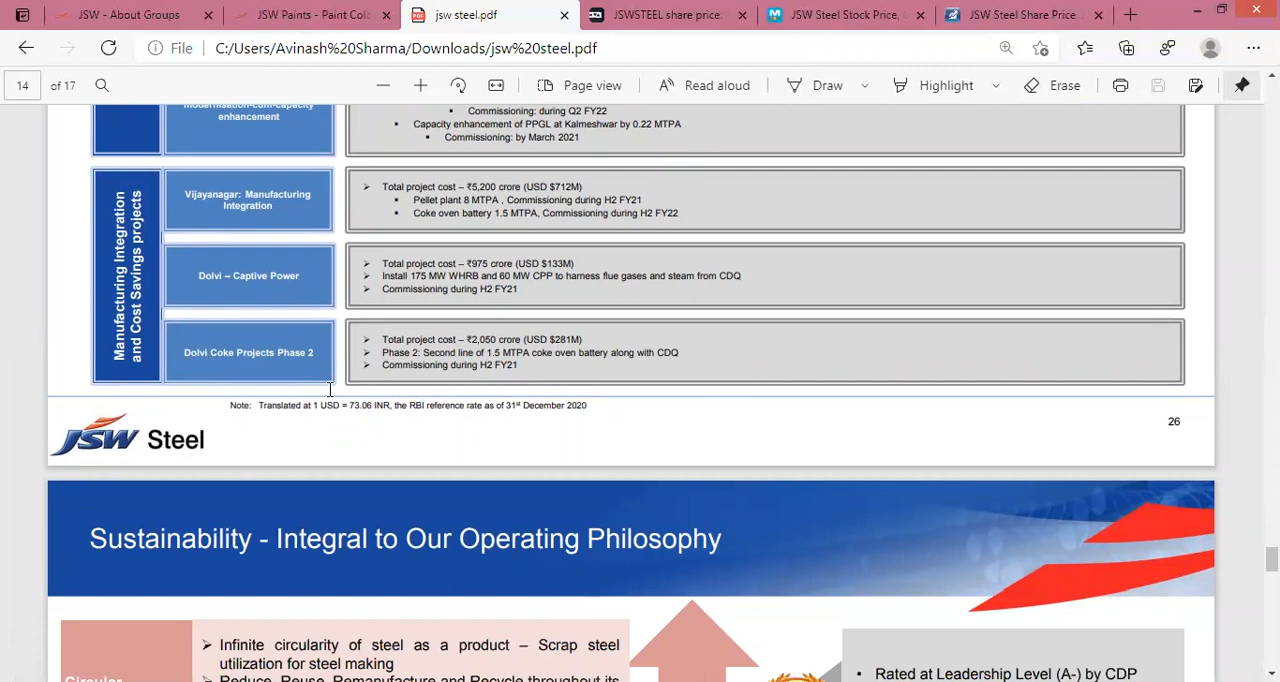 JSW - About Groups
JSW Paints - Paint Col
jsw steel.pdf
JSWSTEEL share price
JSW Steel Stock Price, C
JSW Steel Share Price
File
C:/Users/Avinash%20Sharma/Downloads/jsw%20steel.pdf
14 of 17
Page view
Read aloud
Draw
Highlight
Erase
modernisation-cum-capacity
enhancement
Commissioning: during Q2 FY22
Capacity enhancement of PPGL at Kalmeshwar by 0.22 MTPA
Commissioning: by March 2021
Manufacturing Integration
and Cost Savings projects
Vijayanagar: Manufacturing
Integration
Total project cost – ₹5,200 crore (USD $712M)
Pellet plant 8 MTPA , Commissioning during H2 FY21
Coke oven battery 1.5 MTPA, Commissioning during H2 FY22
Dolvi – Captive Power
Total project cost – ₹975 crore (USD $133M)
Install 175 MW WHRB and 60 MW CPP to harness flue gases and steam from CDQ
Commissioning during H2 FY21
Dolvi Coke Projects Phase 2
Total project cost – ₹2,050 crore (USD $281M)
Phase 2: Second line of 1.5 MTPA coke oven battery along with CDQ
Commissioning during H2 FY21
Note: Translated at 1 USD = 73.06 INR, the RBI reference rate as of 31st December 2020
JSW Steel
26
Sustainability - Integral to Our Operating Philosophy
Circular
Infinite circularity of steel as a product – Scrap steel
utilization for steel making
Reduce, Reuse, Remanufacture and Recycle throughout its
Rated at Leadership Level (A-) by CDP